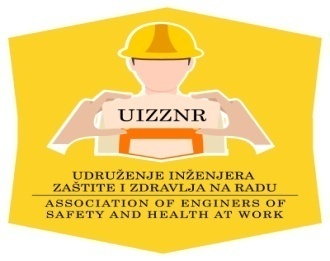 UIZZNR
UDRUŽENJE INŽENJERA
ZAŠTITE I ZDRAVLJA NA RADU
ASSOCIATION OF ENGINERS OF
SAFETY AND HEALTH AT WORK